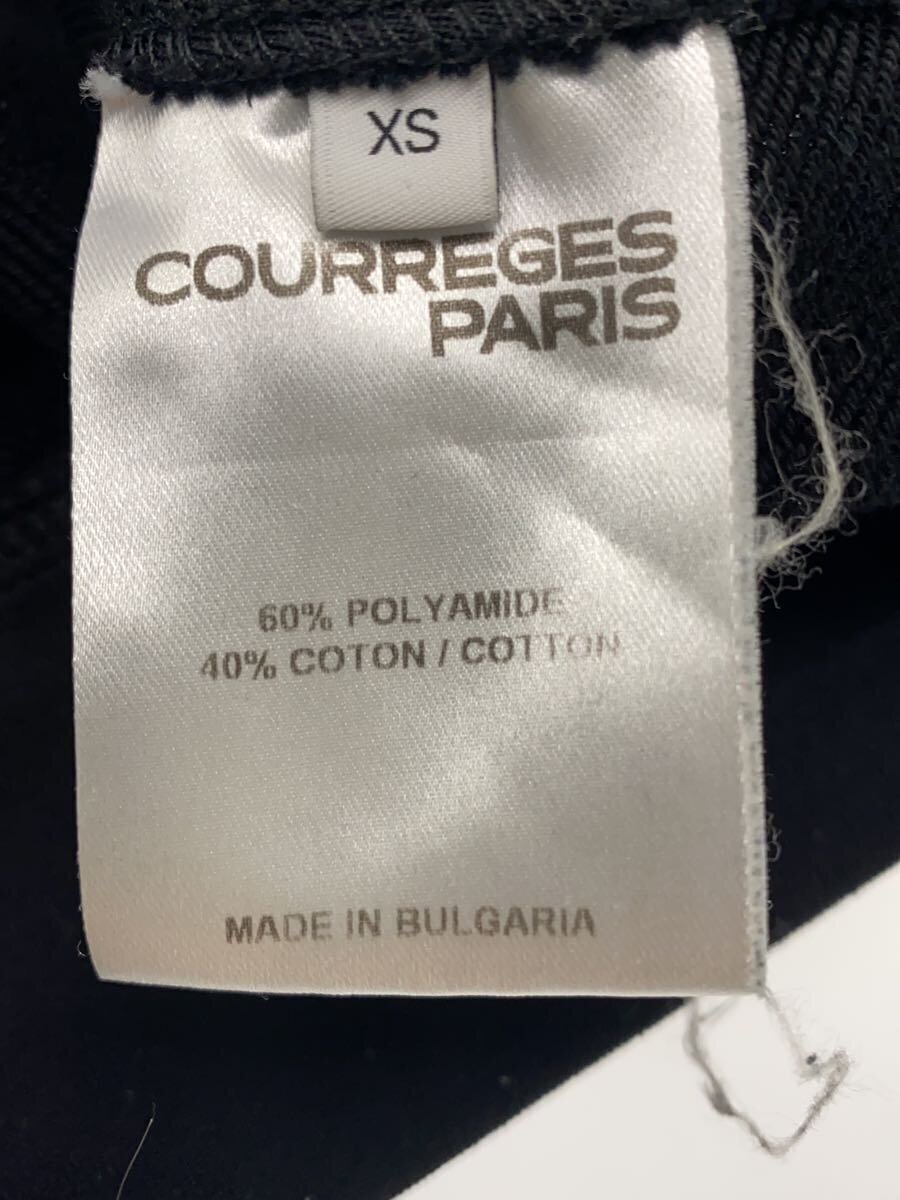 XS
COURREGES
PARIS
60% POLYAMIDE
40% COTON / COTTON
MADE IN BULGARIA